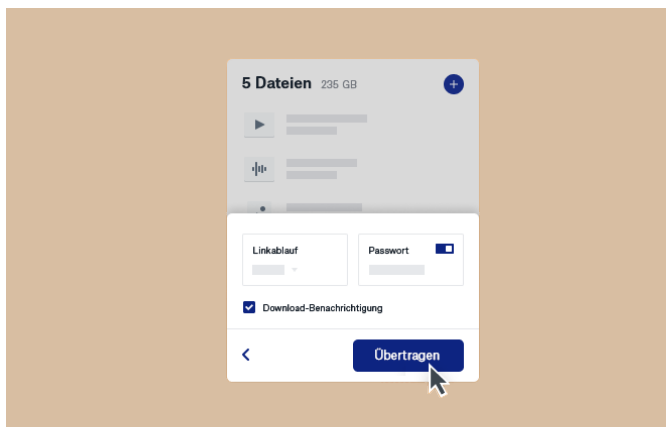 5 Dateien 235 GB
Linkablauf
Passwort
Download-Benachrichtigung
Übertragen